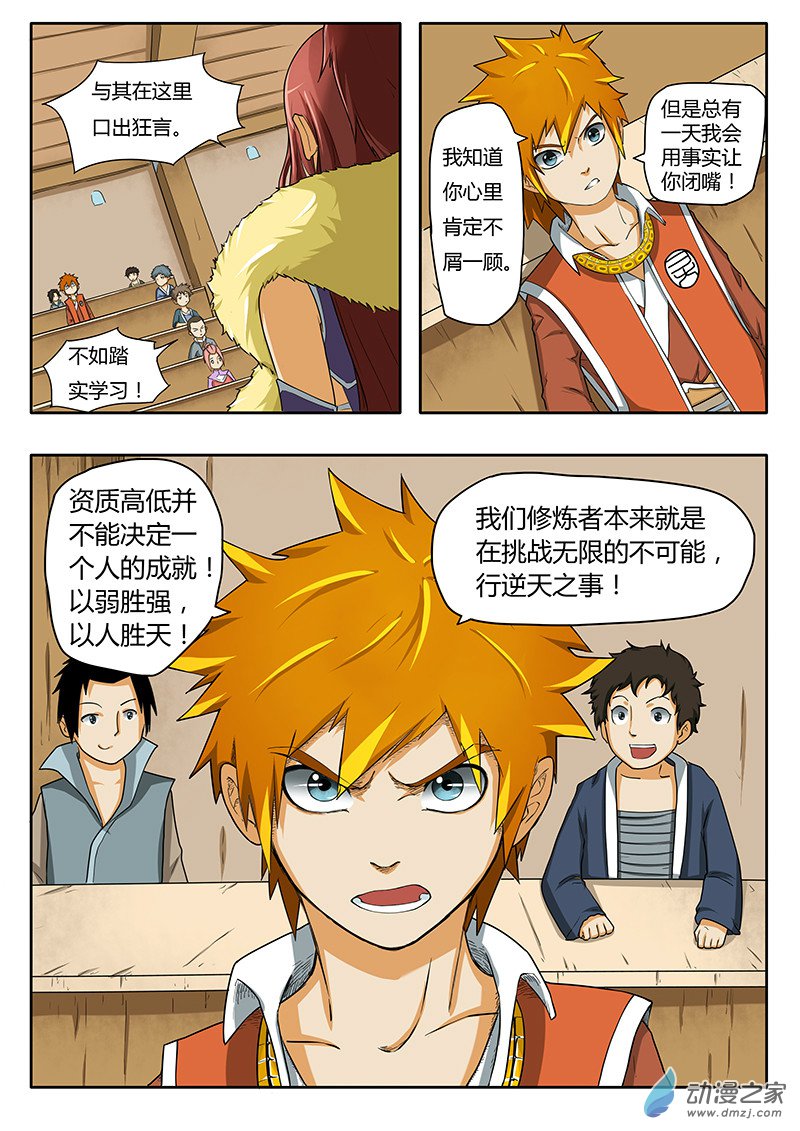 与其在这里
口出狂言。
不如踏
实学习！
我知道
你心里
肯定不
屑一顾。
但是总有
一天我会
用事实让
你闭嘴！
资质高低并
不能决定一
个人的成就！
以弱胜强，
以人胜天！
我们修炼者本来就是
在挑战无限的不可能，
行逆天之事！
动漫之家
www.dmzj.com